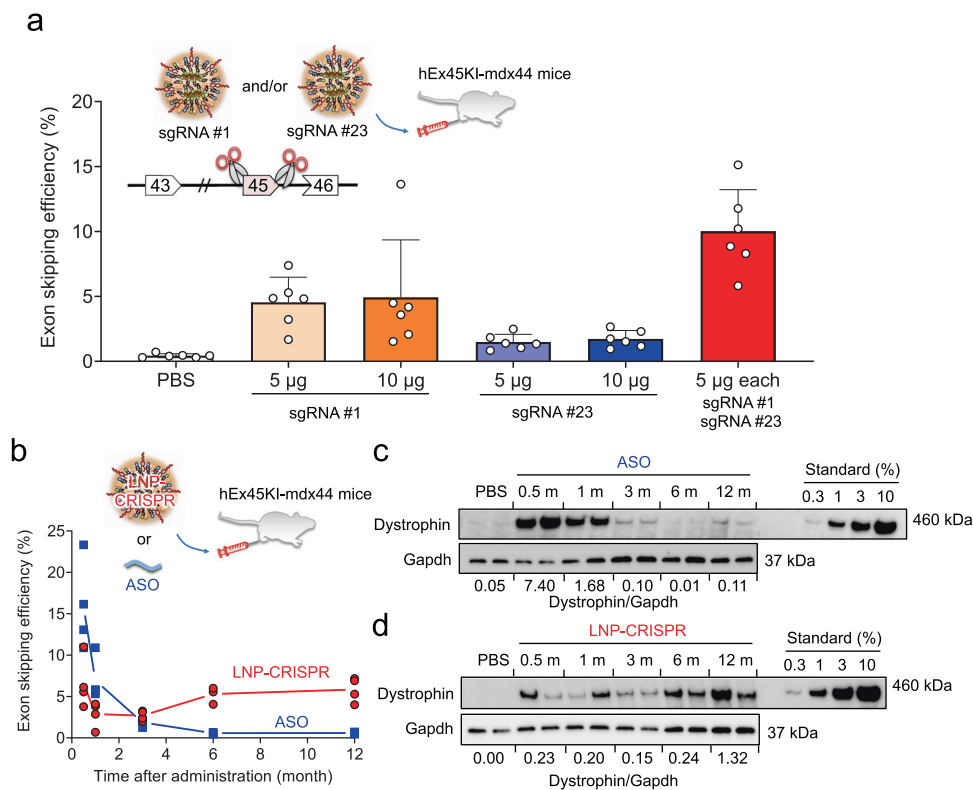 a
Exon skipping efficiency (%)
20
15
10
5
0
sgRNA #1
and/or
sgRNA #23
hEx45KI-mdx44 mice
43
//
45
46
PBS
5 µg
10 µg
5 µg
10 µg
5 µg each
sgRNA #1
sgRNA #23
sgRNA #1
sgRNA #23
b
LNP-
CRISPR
or
ASO
hEx45KI-mdx44 mice
Exon skipping efficiency (%)
25
20
15
10
5
0
LNP-CRISPR
ASO
0 2 4 6 8 10 12
Time after administration (month)
c
ASO
Standard (%)
PBS 0.5 m 1 m 3 m 6 m 12 m 0.3 1 3 10
Dystrophin 460 kDa
Gapdh 37 kDa
0.05 7.40 1.68 0.10 0.01 0.11
Dystrophin/Gapdh
d
LNP-CRISPR
Standard (%)
PBS 0.5 m 1 m 3 m 6 m 12 m 0.3 1 3 10
Dystrophin 460 kDa
Gapdh 37 kDa
0.00 0.23 0.20 0.15 0.24 1.32
Dystrophin/Gapdh